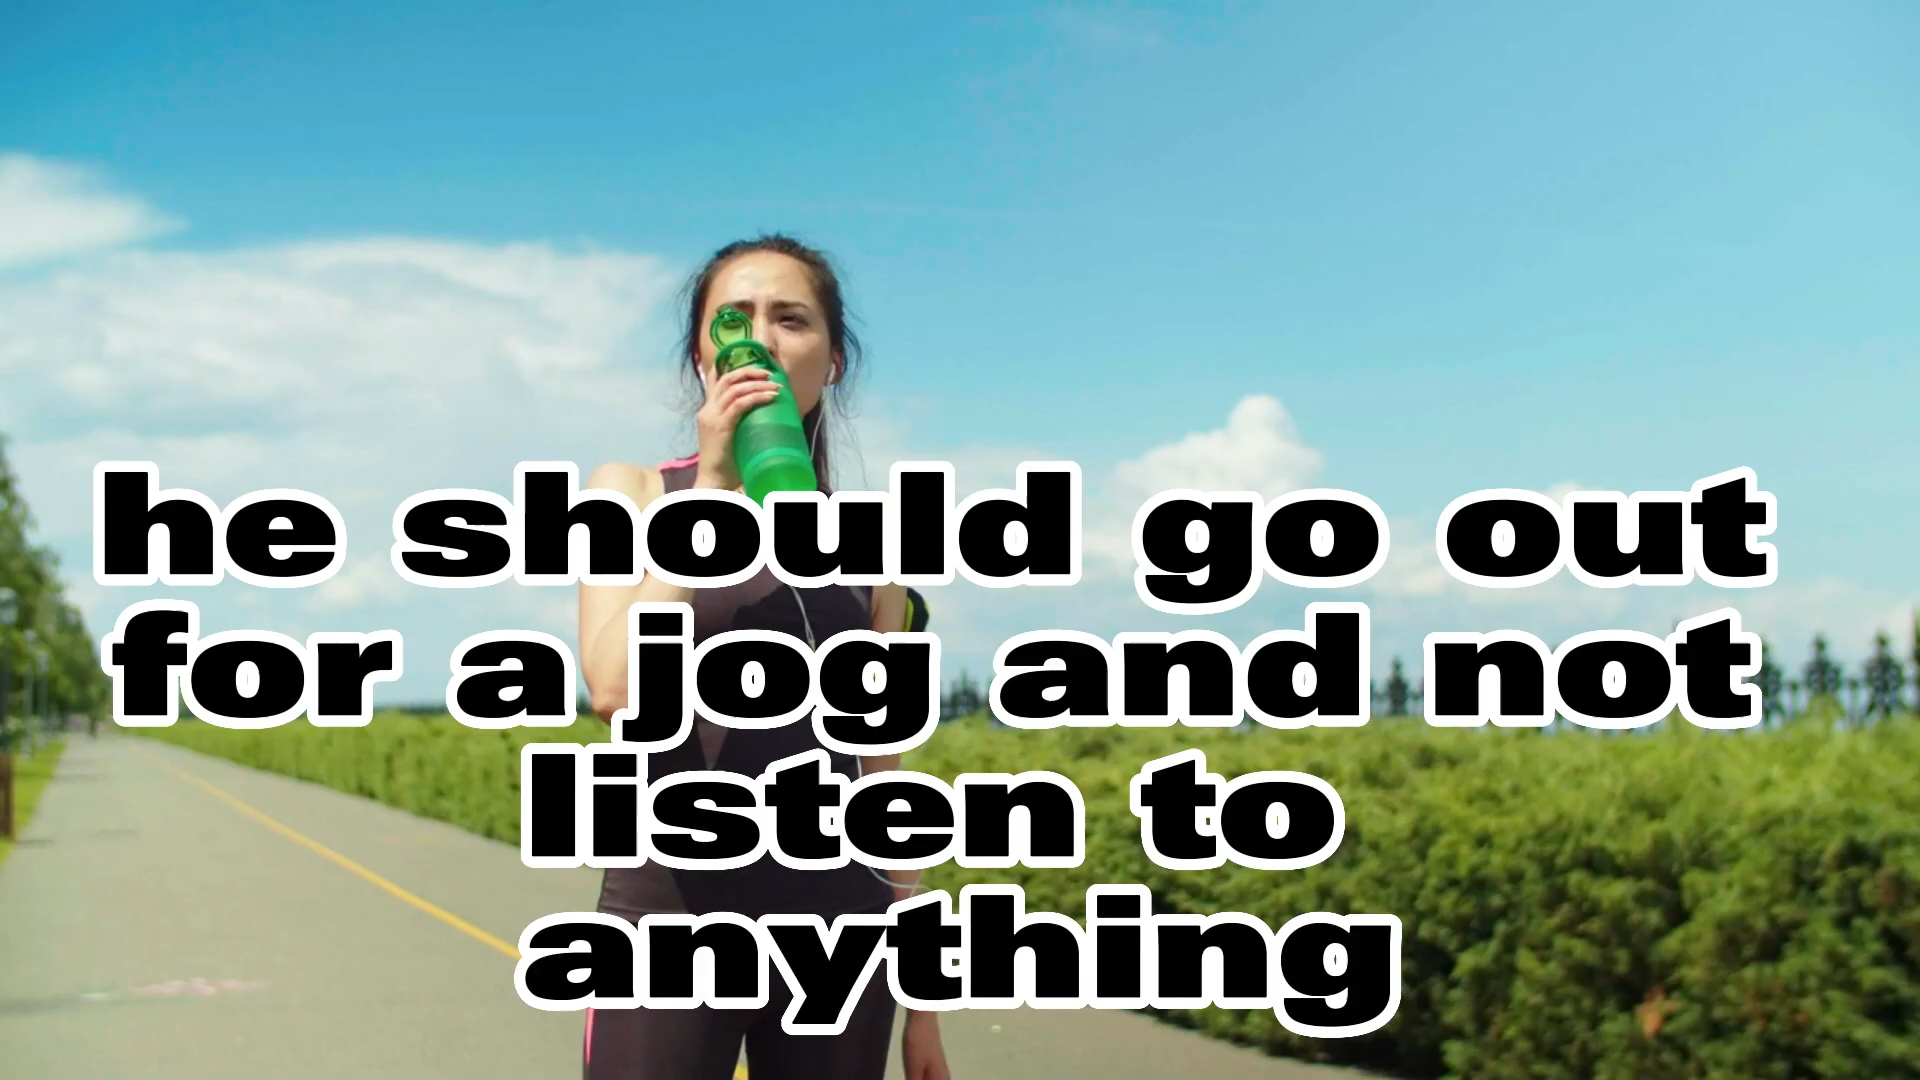 he should go out
for a jog and not
listen to
anything